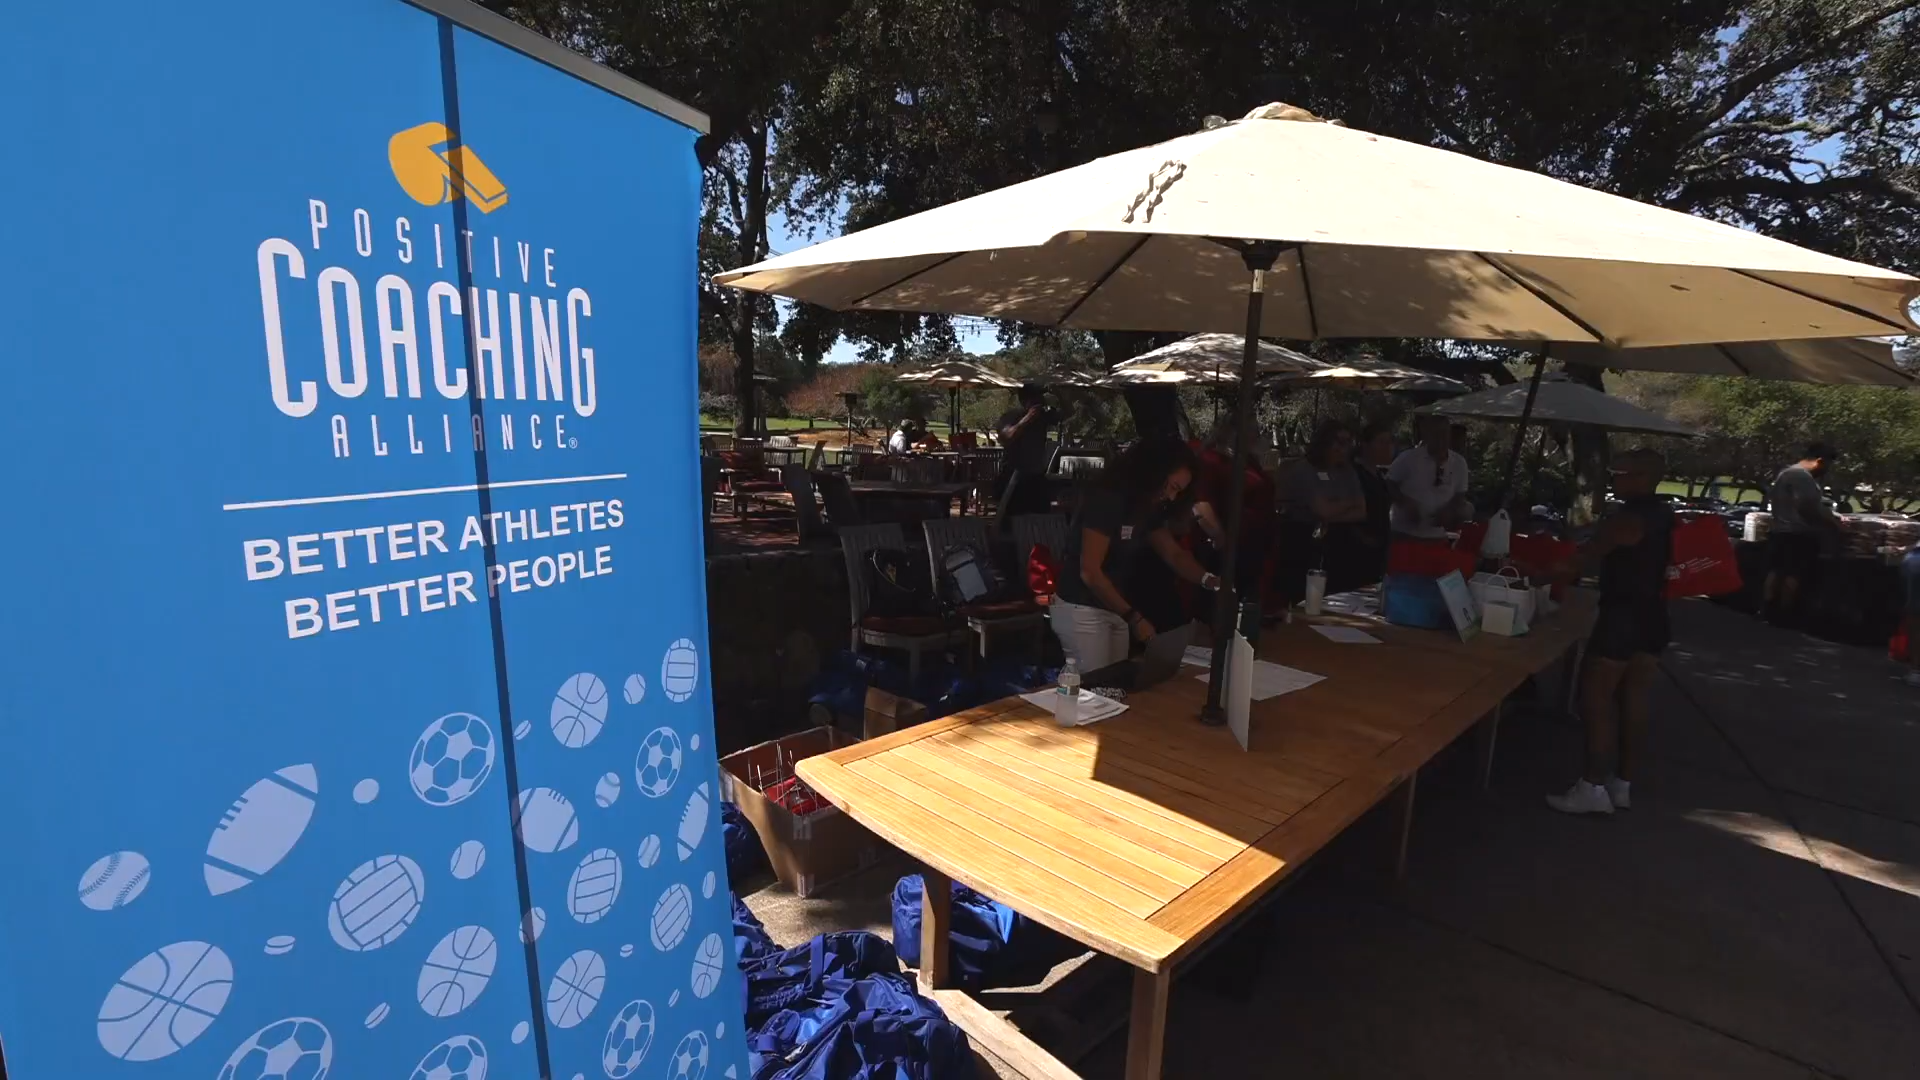 POSITIVE
COACHING
ALLIANCE®
BETTER ATHLETES
BETTER PEOPLE